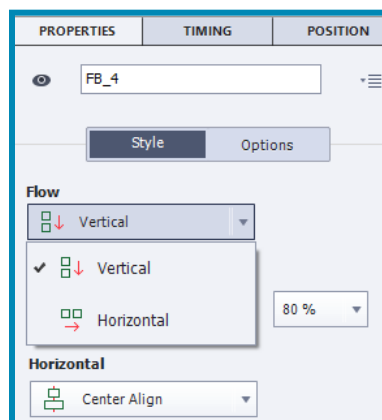 PROPERTIES TIMING POSITION
FB_4
Style Options
Flow
Vertical
Vertical
Horizontal
80 %
Horizontal
Center Align